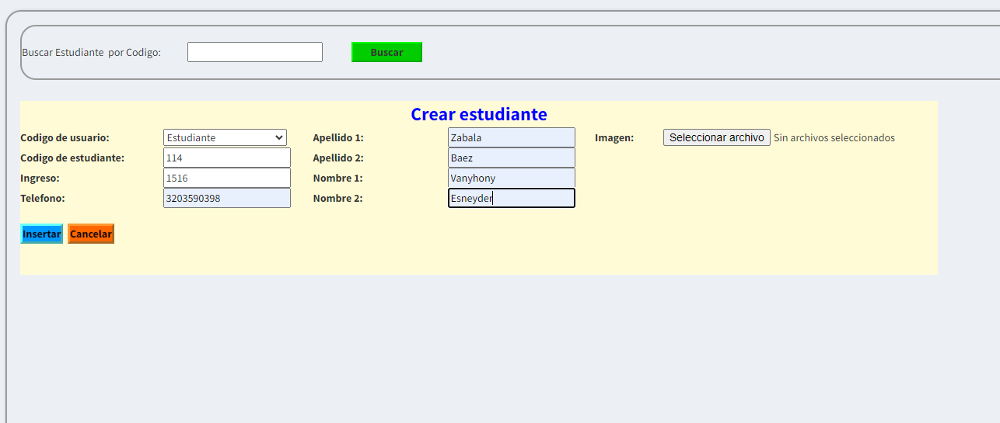 Buscar Estudiante por Codigo: Buscar
Crear estudiante
Codigo de usuario: Estudiante Apellido 1: Zabala Imagen: Seleccionar archivo Sin archivos seleccionados
Codigo de estudiante: 114 Apellido 2: Baez
Ingreso: 1516 Nombre 1: Vanyhony
Telefono: 3203590398 Nombre 2: Esneyder
Insertar Cancelar